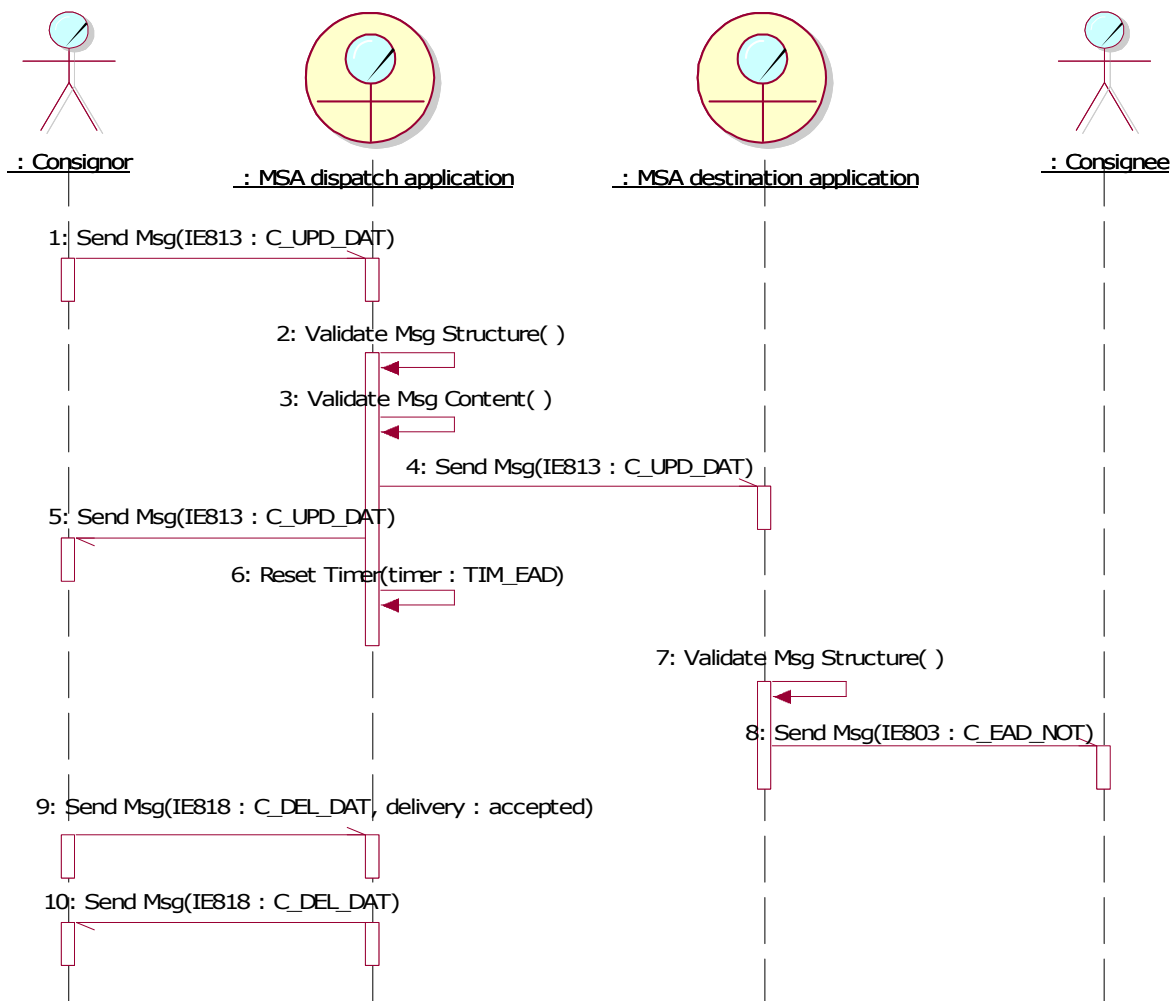 : Consignor
: MSA dispatch application
: MSA destination application
: Consignee
1: Send Msg(IE813 : C_UPD_DAT)
2: Validate Msg Structure( )
3: Validate Msg Content( )
4: Send Msg(IE813 : C_UPD_DAT)
5: Send Msg(IE813 : C_UPD_DAT)
6: Reset Timer(timer : TIM_EAD)
7: Validate Msg Structure( )
8: Send Msg(IE803 : C_EAD_NOT)
9: Send Msg(IE818 : C_DEL_DAT, delivery : accepted)
10: Send Msg(IE818 : C_DEL_DAT)